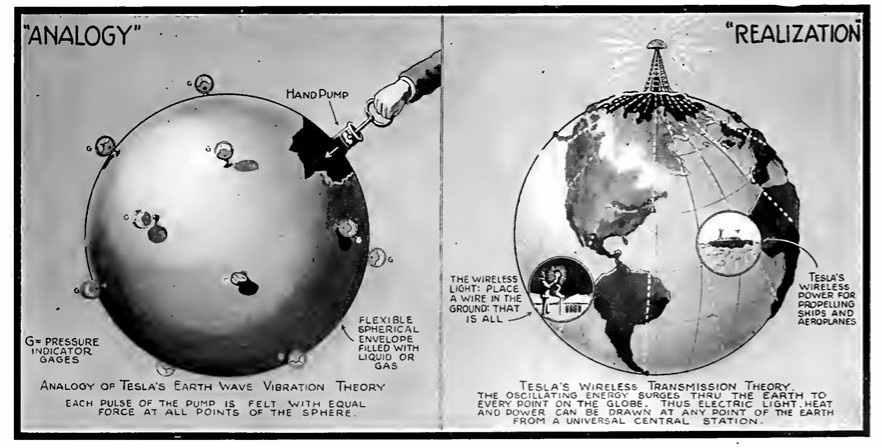 "ANALOGY"
HAND PUMP
G
G
G
G
G
G
G= PRESSURE
INDICATOR
GAGES
FLEXIBLE
SPHERICAL
ENVELOPE
FILLED WITH
LIQUID OR
GAS
ANALOGY OF TESLA'S EARTH WAVE VIBRATION THEORY
EACH PULSE OF THE PUMP IS FELT WITH EQUAL
FORCE AT ALL POINTS OF THE SPHERE.
"REALIZATION"
THE WIRELESS
LIGHT: PLACE
A WIRE IN THE
GROUND: THAT
IS ALL
TESLA'S
WIRELESS
POWER FOR
PROPELLING
SHIPS AND
AEROPLANES
TESLA'S WIRELESS TRANSMISSION THEORY.
THE OSCILLATING ENERGY SURGES THRU THE EARTH TO
EVERY POINT ON THE GLOBE. THUS ELECTRIC LIGHT, HEAT
AND POWER CAN BE DRAWN AT ANY POINT OF THE EARTH
FROM A UNIVERSAL CENTRAL STATION.